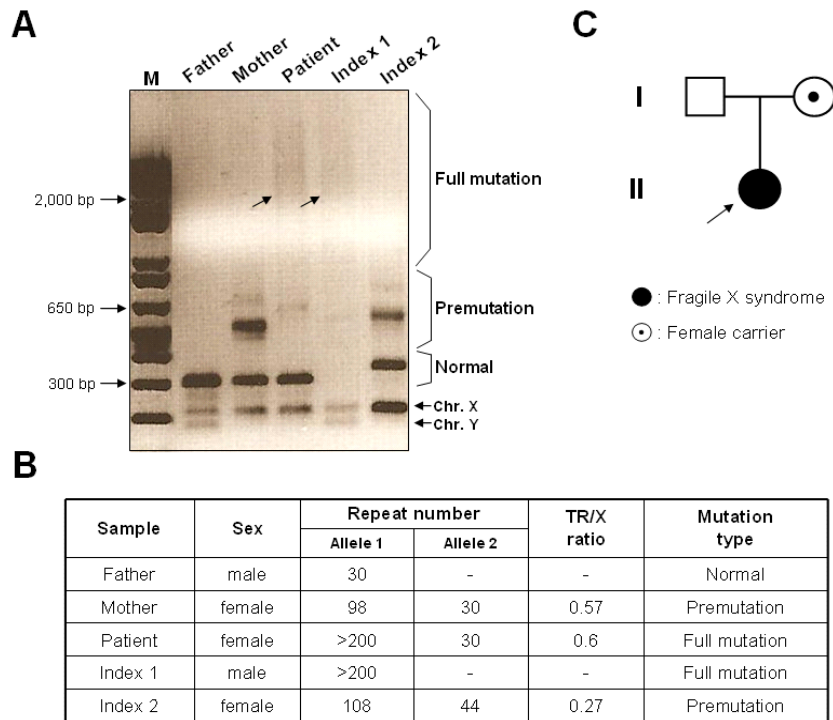 A
M
Father
Mother
Patient
Index 1
Index 2
2,000 bp
650 bp
300 bp
Full mutation
Premutation
Normal
Chr. X
Chr. Y
C
I
II
: Fragile X syndrome
: Female carrier
B
Sample Sex Repeat number TR/X ratio Mutation type
Allele 1 Allele 2
Father male 30 - - Normal
Mother female 98 30 0.57 Premutation
Patient female >200 30 0.6 Full mutation
Index 1 male >200 - - Full mutation
Index 2 female 108 44 0.27 Premutation